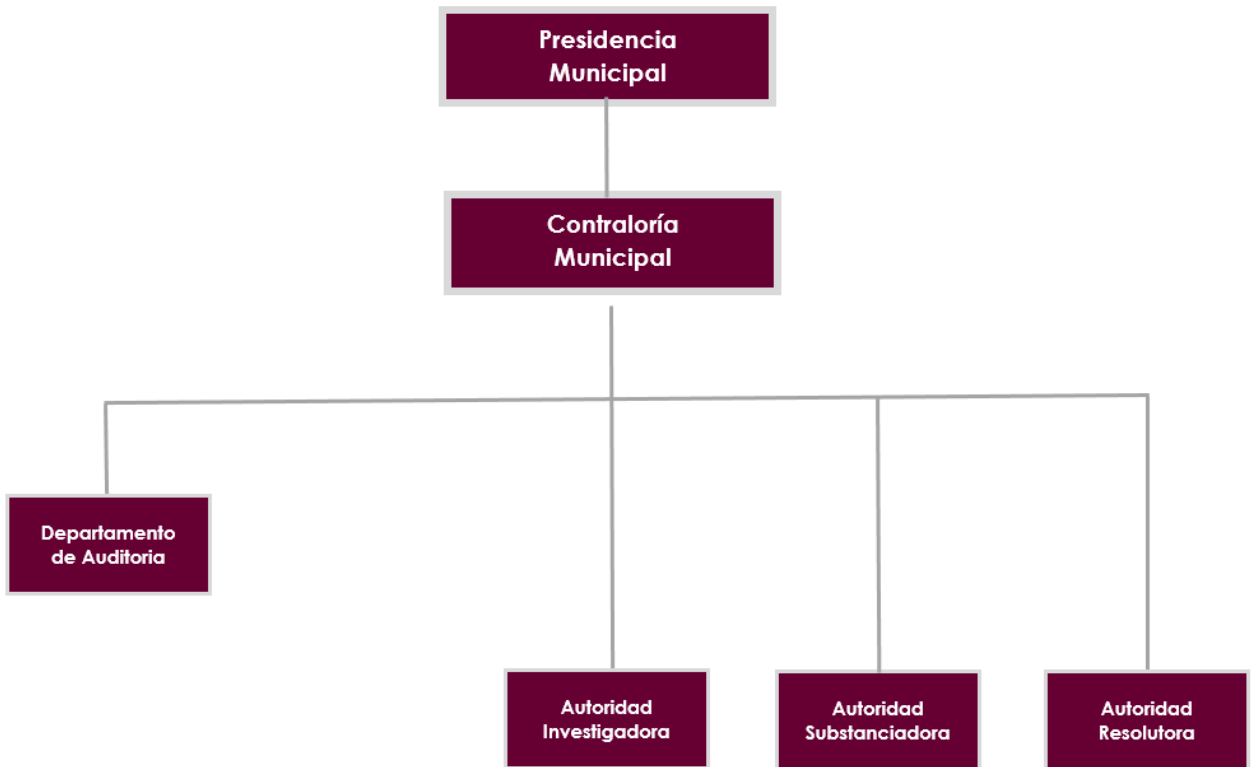 Presidencia
Municipal
Contraloría
Municipal
Departamento
de Auditoria
Autoridad
Investigadora
Autoridad
Substanciadora
Autoridad
Resolutora